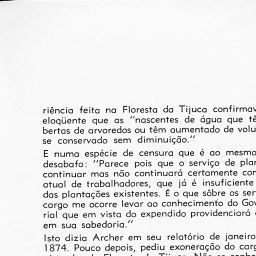 riência feita na Floresta da Tijuca confirmav
eloqüente que as "nascentes de água que tê
bertas de arvoredos ou têm aumentado de volu
se conservado sem diminuição."
E numa espécie de censura que é ao mesmo
desabafo: "Parece pois que o serviço de plan
continuar mas não continuará certamente com
atual de trabalhadores, que já é insuficiente
das plantações existentes. É o que sôbre os ser
cargo me ocorre levar ao conhecimento do Gov
rial que em vista do expendido providenciará
em sua sabedoria."
Isto dizia Archer em seu relatório de janeiro
1874. Pouco depois, pediu exoneração do carg